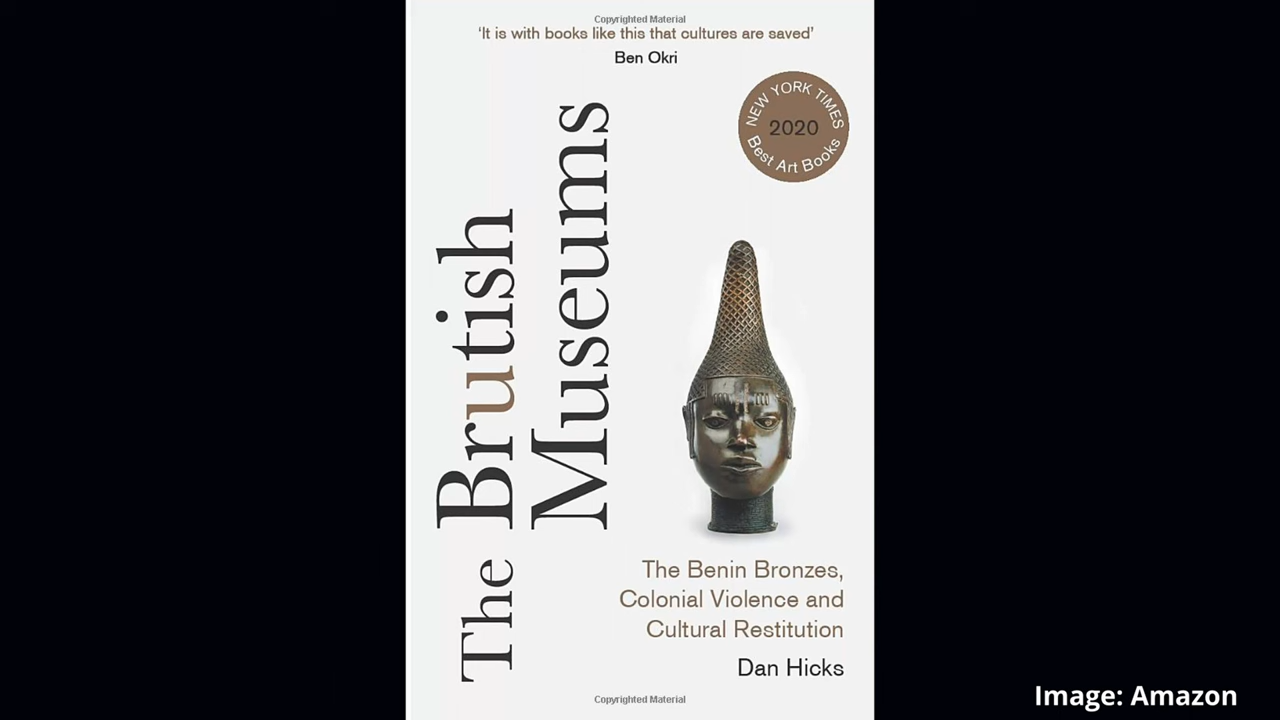 Copyrighted Material
‘It is with books like this that cultures are saved’
Ben Okri
NEW YORK TIMES
2020
Best Art Books
The Brutish
Museums
The Benin Bronzes,
Colonial Violence and
Cultural Restitution
Dan Hicks
Copyrighted Material
Image: Amazon